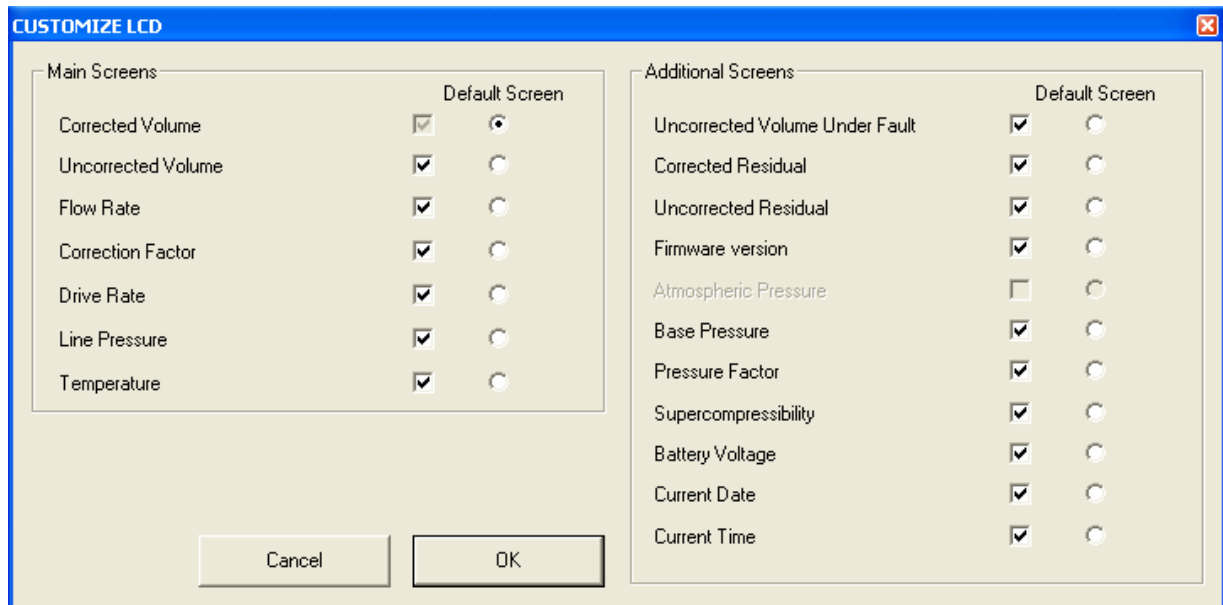 CUSTOMIZE LCD
Main Screens
Default Screen
Corrected Volume
Uncorrected Volume
Flow Rate
Correction Factor
Drive Rate
Line Pressure
Temperature
Additional Screens
Default Screen
Uncorrected Volume Under Fault
Corrected Residual
Uncorrected Residual
Firmware version
Atmospheric Pressure
Base Pressure
Pressure Factor
Supercompressibility
Battery Voltage
Current Date
Current Time
Cancel
OK